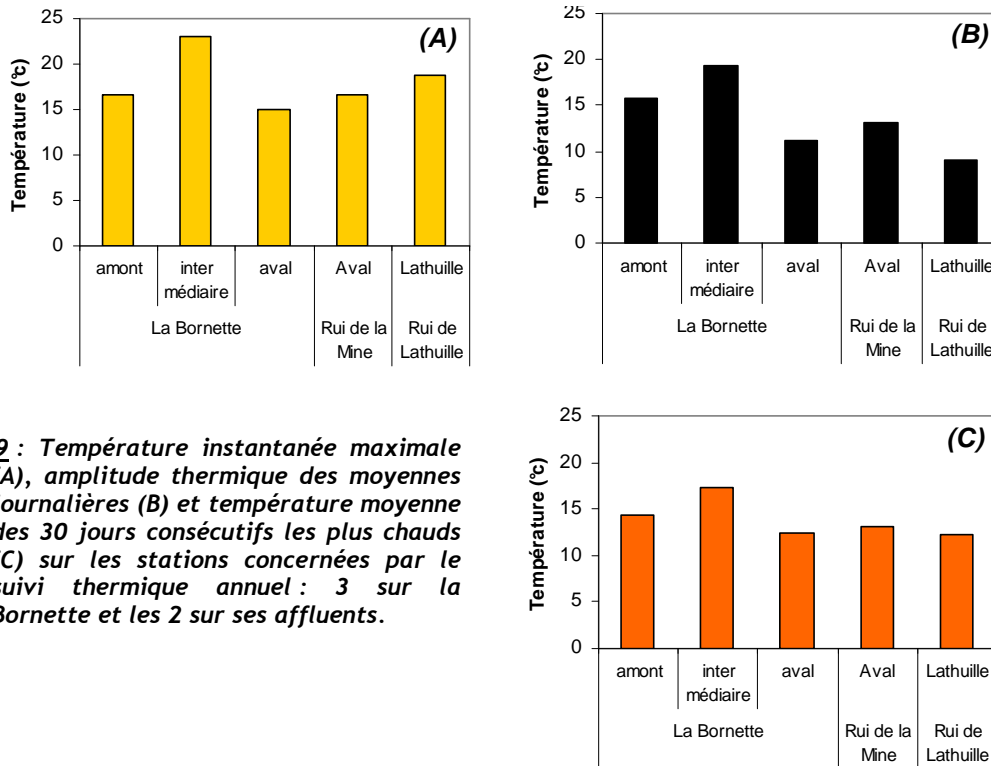 (A)
Température (°c)
25
20
15
10
5
0
amont
inter
médiaire
aval
Aval
Lathuille
La Bornette
Rui de la
Mine
Rui de
Lathuille
(B)
Température (°c)
25
20
15
10
5
0
amont
inter
médiaire
aval
Aval
Lathuille
La Bornette
Rui de la
Mine
Rui de
Lathuille
9 : Température instantanée maximale
(A), amplitude thermique des moyennes
journalières (B) et température moyenne
des 30 jours consécutifs les plus chauds
(C) sur les stations concernées par le
suivi thermique annuel : 3 sur la
Bornette et les 2 sur ses affluents.
(C)
Température (°c)
25
20
15
10
5
0
amont
inter
médiaire
aval
Aval
Lathuille
La Bornette
Rui de la
Mine
Rui de
Lathuille